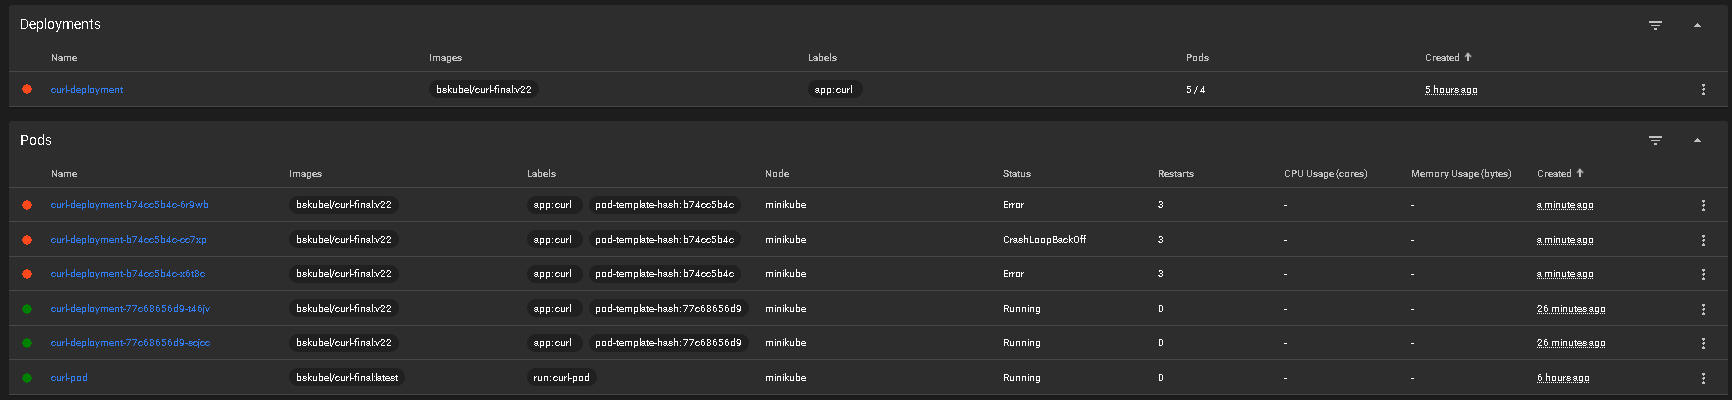 Deployments
Name Images Labels Pods Created ↑
curl-deployment bskubel/curl-final:v22 app: curl 5 / 4 5 hours ago
Pods
Name Images Labels Node Status Restarts CPU Usage (cores) Memory Usage (bytes) Created ↑
curl-deployment-b74cc5b4c-6r9wb bskubel/curl-final:v22 app: curl pod-template-hash: b74cc5b4c minikube Error 3 - - a minute ago
curl-deployment-b74cc5b4c-cc7xp bskubel/curl-final:v22 app: curl pod-template-hash: b74cc5b4c minikube CrashLoopBackOff 3 - - a minute ago
curl-deployment-b74cc5b4c-x6t8c bskubel/curl-final:v22 app: curl pod-template-hash: b74cc5b4c minikube Error 3 - - a minute ago
curl-deployment-77c68656d9-t46jv bskubel/curl-final:v22 app: curl pod-template-hash: 77c68656d9 minikube Running 0 - - 26 minutes ago
bskubel/curl-final:v22 app: curl pod-template-hash: 77c68656d9 minikube Running 0 - - 26 minutes ago
curl-pod bskubel/curl-final:latest run: curl-pod minikube Running 0 - - 6 hours ago